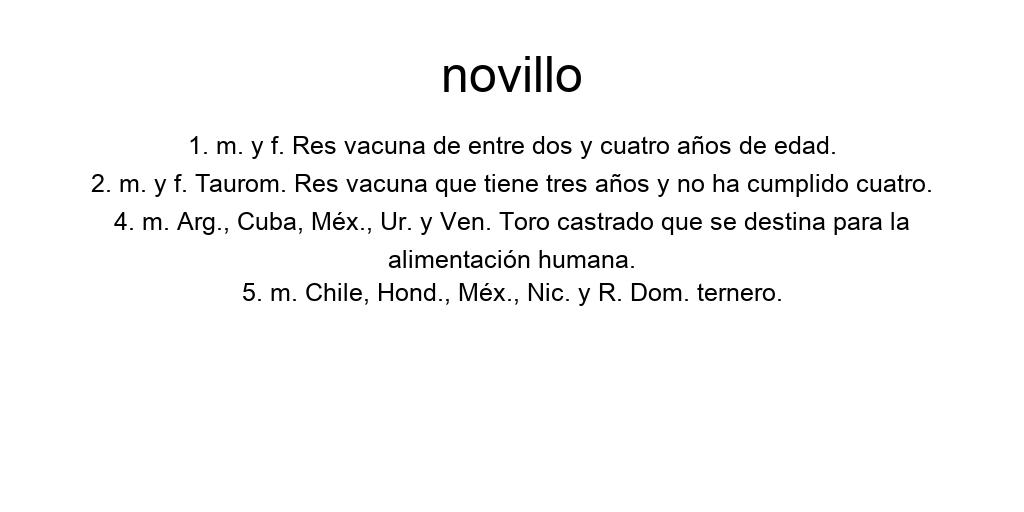 novillo
1. m. y f. Res vacuna de entre dos y cuatro años de edad.
2. m. y f. Taurom. Res vacuna que tiene tres años y no ha cumplido cuatro.
4. m. Arg., Cuba, Méx., Ur. y Ven. Toro castrado que se destina para la
alimentación humana.
5. m. Chile, Hond., Méx., Nic. y R. Dom. ternero.